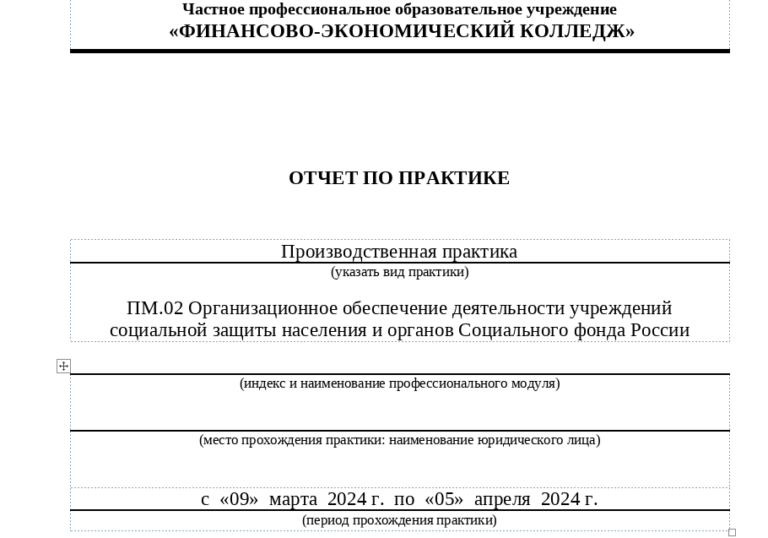 Частное профессиональное образовательное учреждение
«ФИНАНСОВО-ЭКОНОМИЧЕСКИЙ КОЛЛЕДЖ»
ОТЧЕТ ПО ПРАКТИКЕ
Производственная практика
(указать вид практики)
ПМ.02 Организационное обеспечение деятельности учреждений
социальной защиты населения и органов Социального фонда России
(индекс и наименование профессионального модуля)
(место прохождения практики: наименование юридического лица)
с «09» марта 2024 г. по «05» апреля 2024 г.
(период прохождения практики)